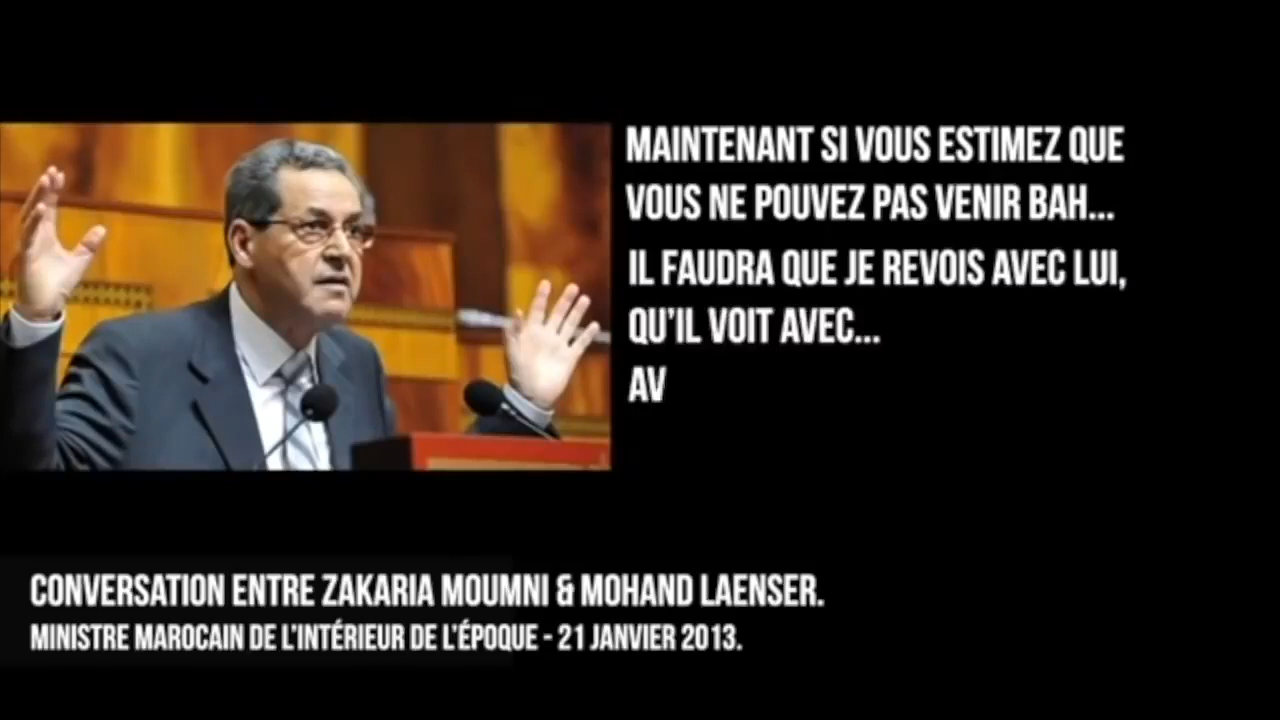 MAINTENANT SI VOUS ESTIMEZ QUE
VOUS NE POUVEZ PAS VENIR BAH...
IL FAUDRA QUE JE REVOIS AVEC LUI,
QU'IL VOIT AVEC...
AV
CONVERSATION ENTRE ZAKARIA MOUMNI & MOHAND LAENSER.
MINISTRE MAROCAIN DE L'INTÉRIEUR DE L'ÉPOQUE - 21 JANVIER 2013.